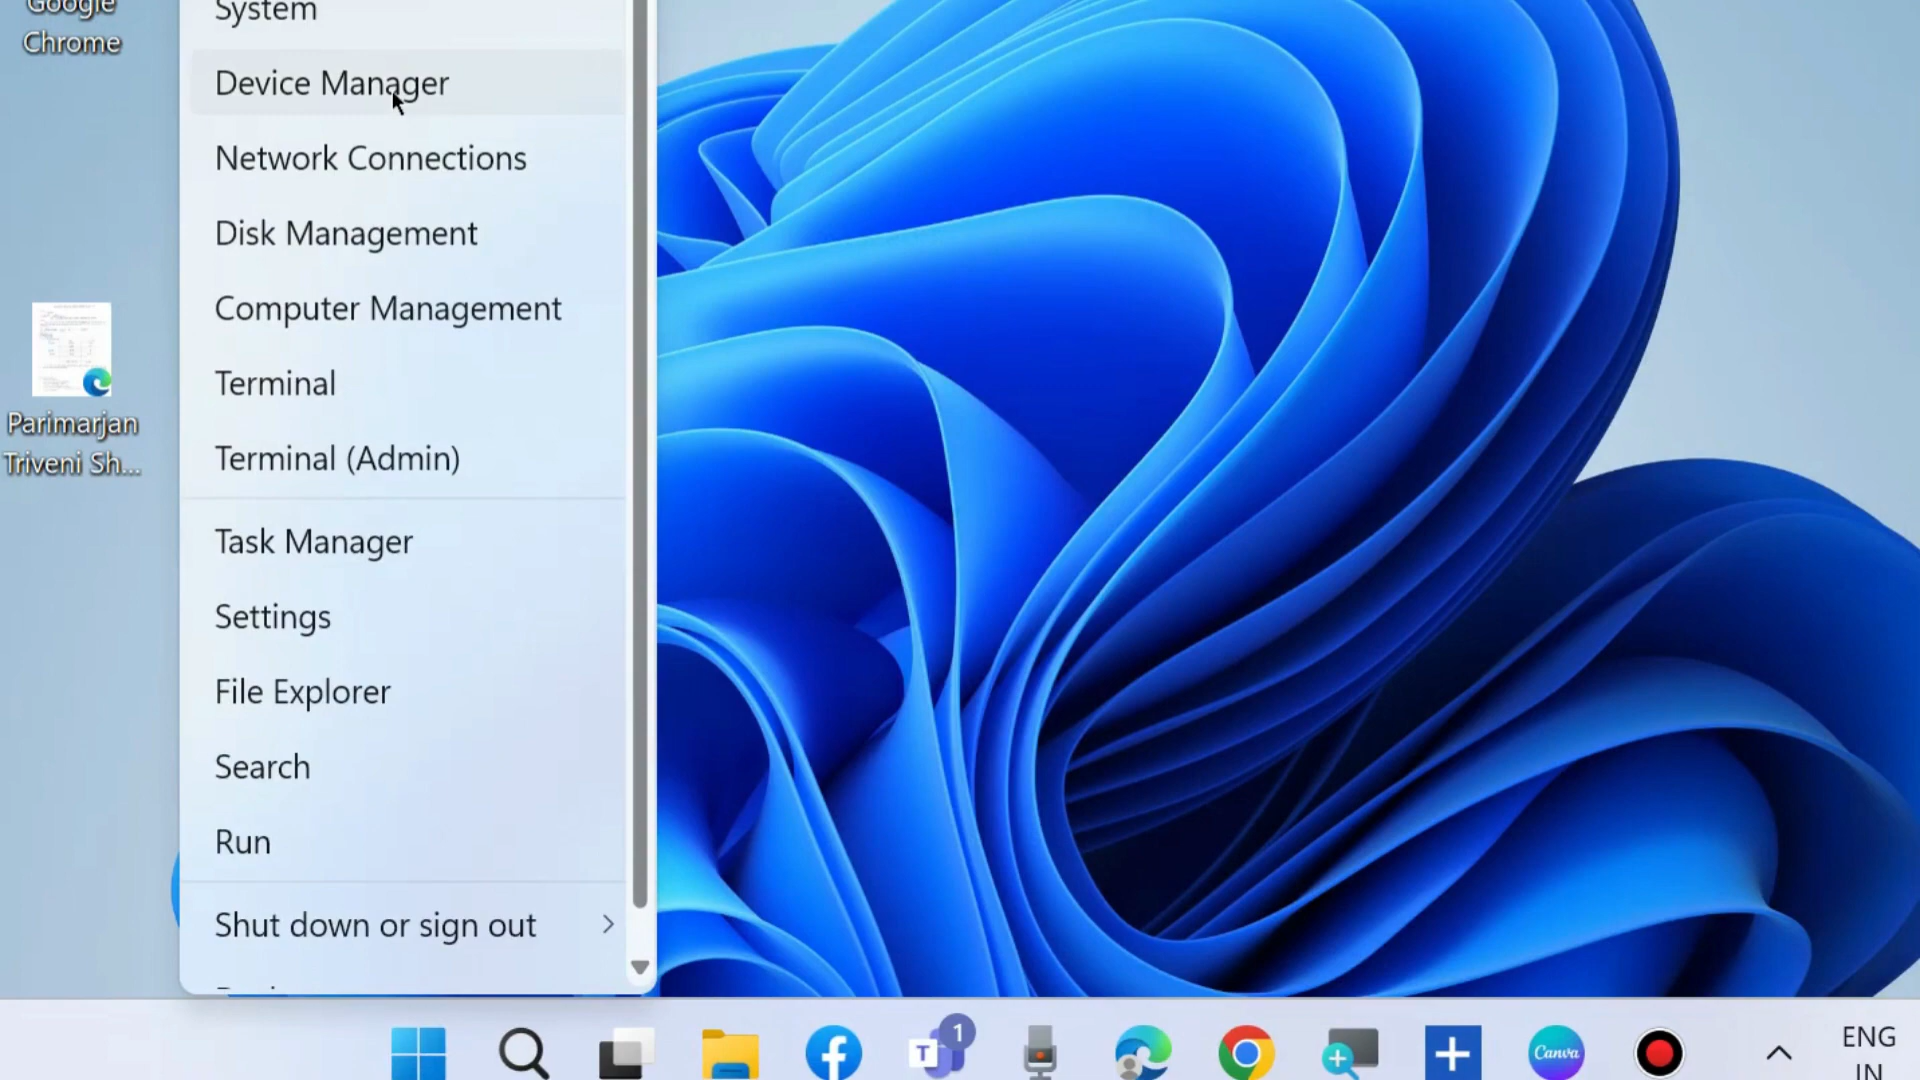 Google
Chrome
Parimarjan
Triveni Sh...
System
Device Manager
Network Connections
Disk Management
Computer Management
Terminal
Terminal (Admin)
Task Manager
Settings
File Explorer
Search
Run
Shut down or sign out
T
1
Canva
ENG
IN